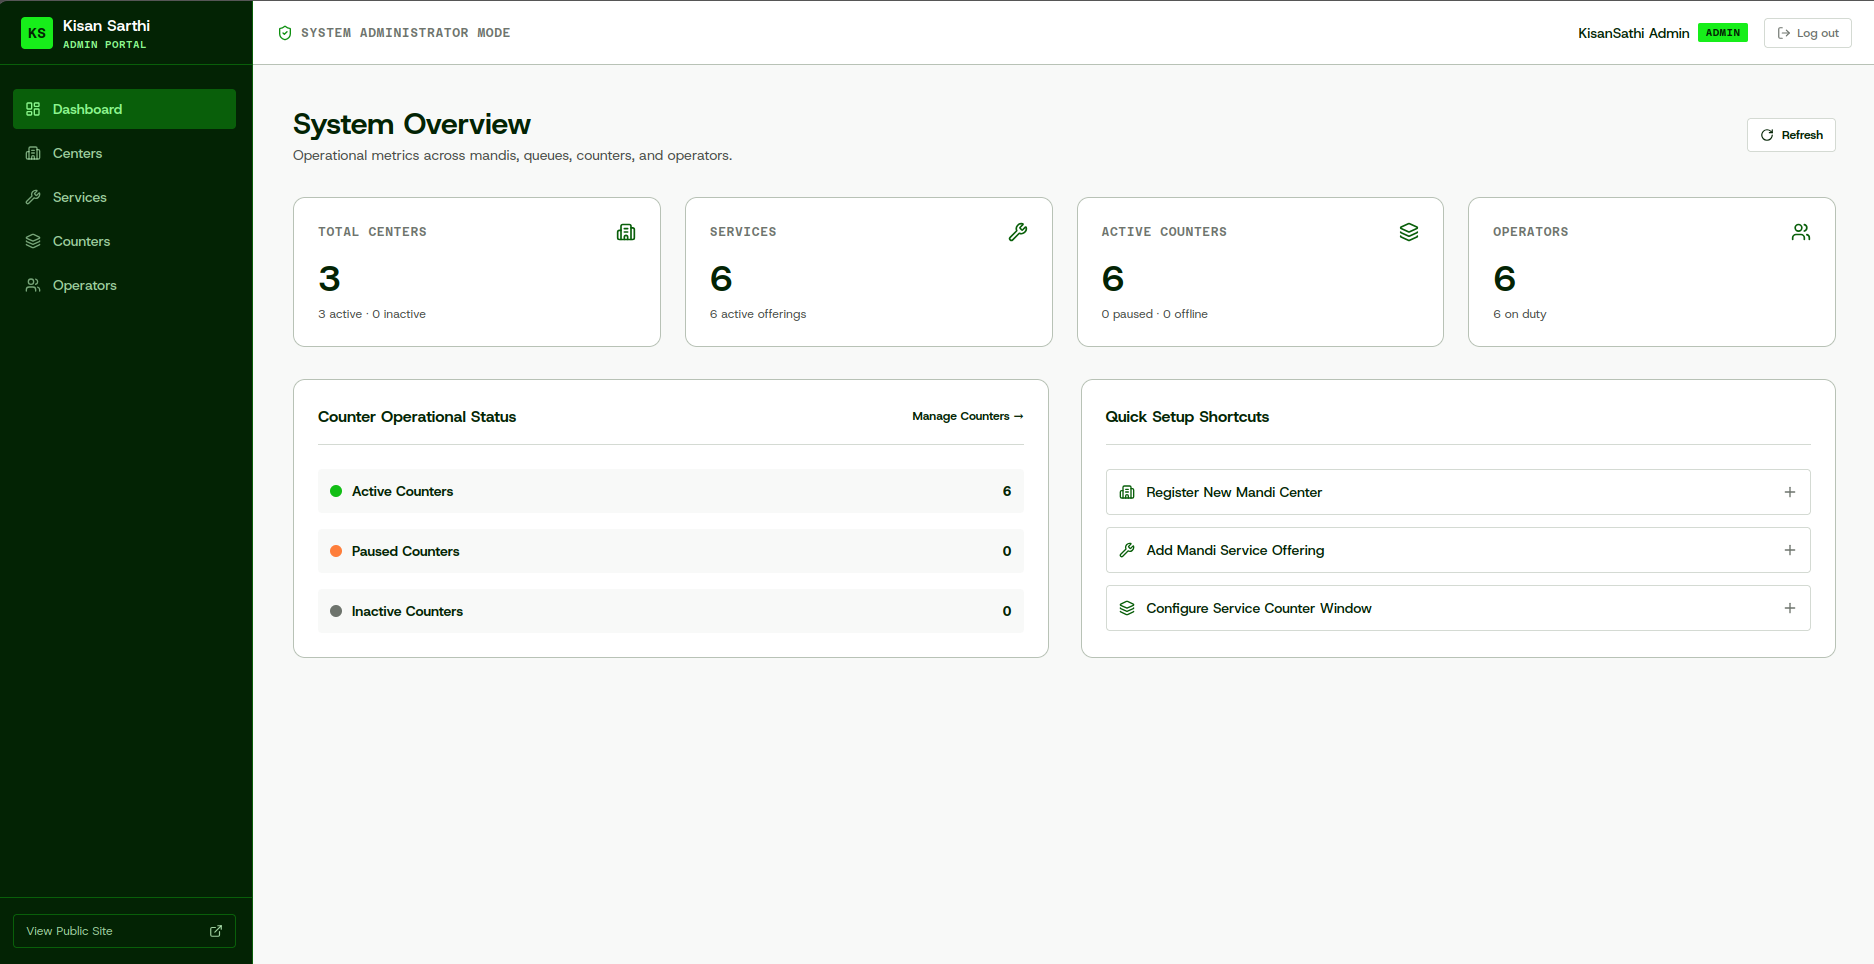 KS
Kisan Sarthi
ADMIN PORTAL
Dashboard
Centers
Services
Counters
Operators
View Public Site
SYSTEM ADMINISTRATOR MODE
KisanSathi Admin ADMIN Log out
System Overview
Operational metrics across mandis, queues, counters, and operators.
Refresh
TOTAL CENTERS
3
3 active · 0 inactive
SERVICES
6
6 active offerings
ACTIVE COUNTERS
6
0 paused · 0 offline
OPERATORS
6
6 on duty
Counter Operational Status Manage Counters →
Active Counters 6
Paused Counters 0
Inactive Counters 0
Quick Setup Shortcuts
Register New Mandi Center +
Add Mandi Service Offering +
Configure Service Counter Window +